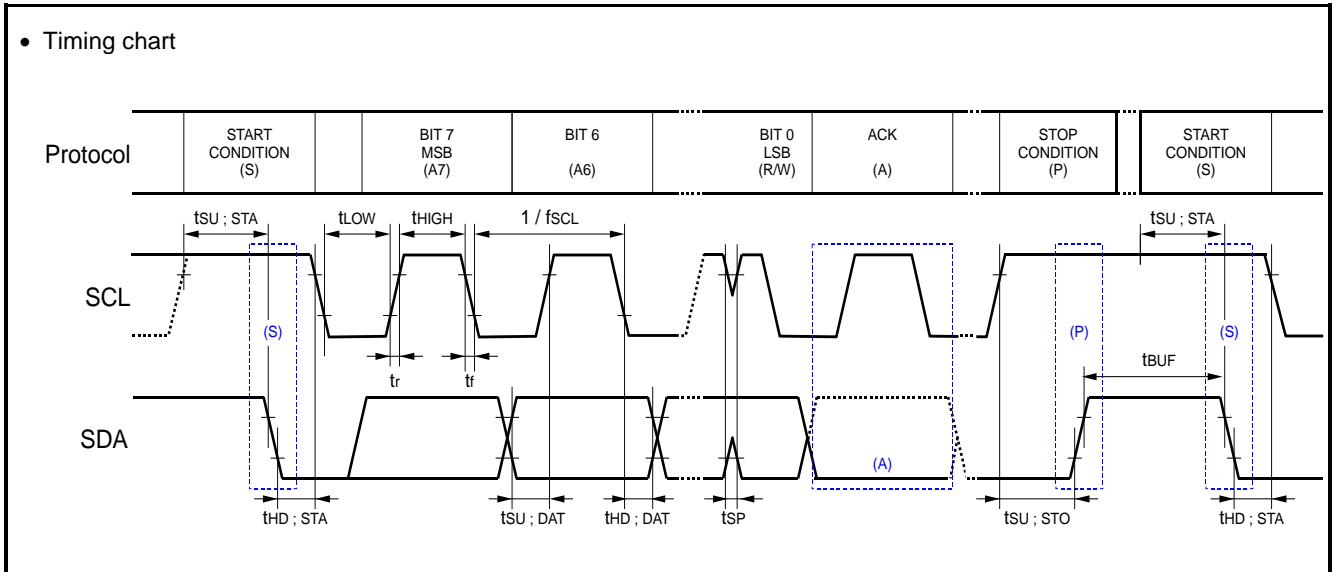 • Timing chart
Protocol
START
CONDITION
(S)
BIT 7
MSB
(A7)
BIT 6
(A6)
BIT 0
LSB
(R/W)
ACK
(A)
STOP
CONDITION
(P)
START
CONDITION
(S)
tSU ; STA
tLOW
tHIGH
1 / fSCL
tSU ; STA
SCL
(S)
(P)
(S)
tr
tf
tBUF
SDA
(A)
tHD ; STA
tSU ; DAT
tHD ; DAT
tSP
tSU ; STO
tHD ; STA